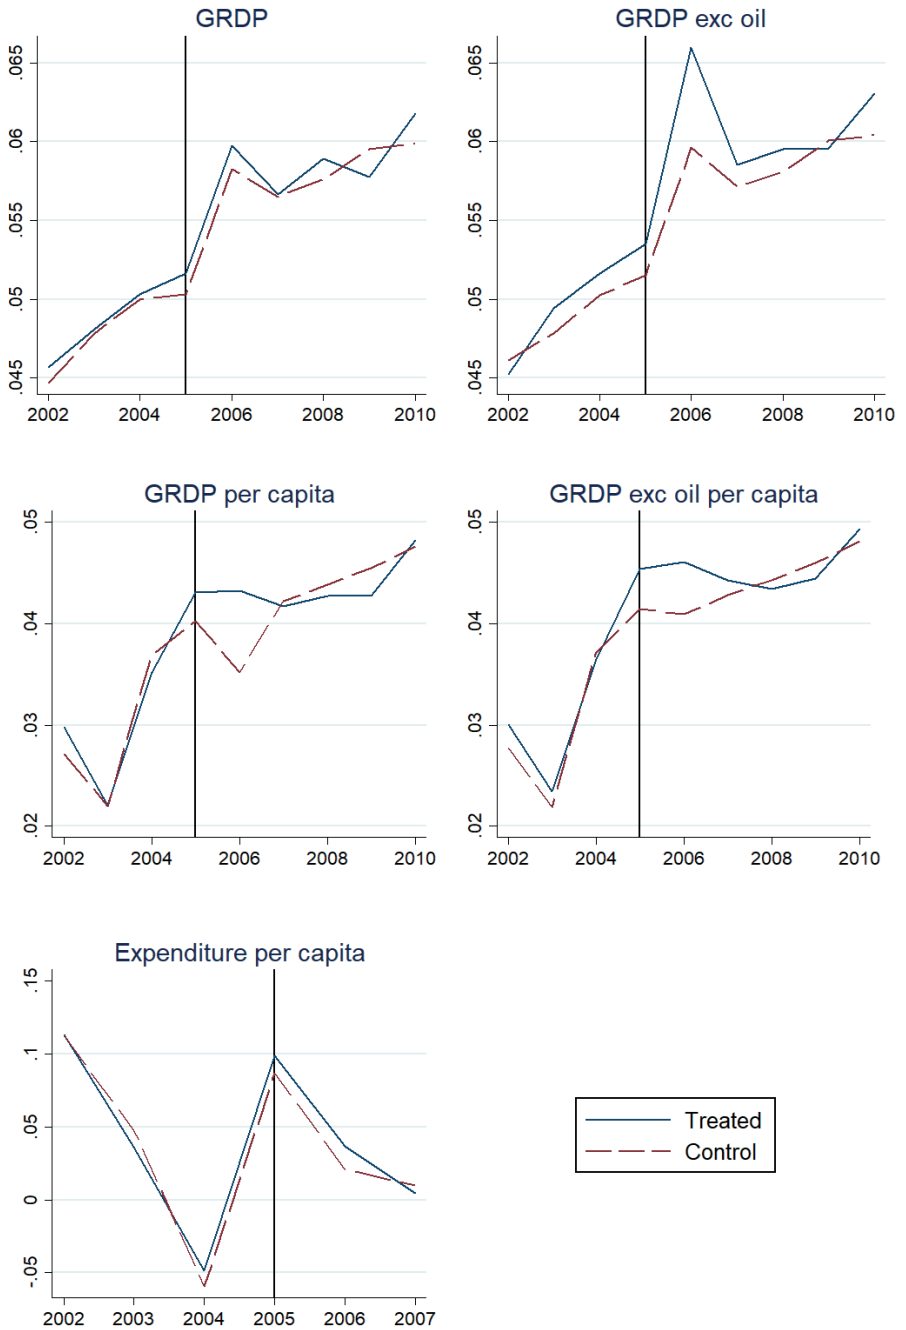 GRDP
.065
.06
.055
.05
.045
2002 2004 2006 2008 2010
GRDP exc oil
.065
.06
.055
.05
.045
2002 2004 2006 2008 2010
GRDP per capita
.05
.04
.03
.02
2002 2004 2006 2008 2010
GRDP exc oil per capita
.05
.04
.03
.02
2002 2004 2006 2008 2010
Expenditure per capita
.15
.1
.05
0
-.05
2002 2003 2004 2005 2006 2007
Treated
Control